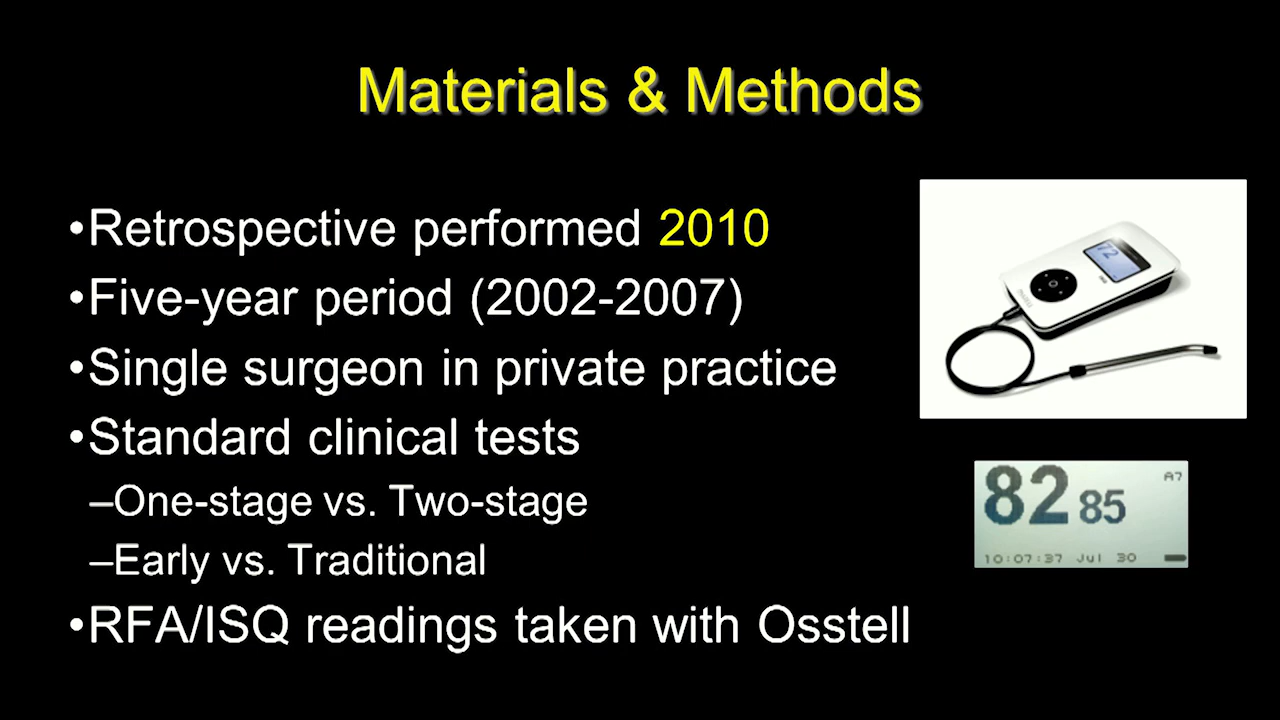 Materials & Methods
•Retrospective performed 2010
•Five-year period (2002-2007)
•Single surgeon in private practice
•Standard clinical tests
–One-stage vs. Two-stage
–Early vs. Traditional
•RFA/ISQ readings taken with Osstell
72
82 85 A7
10:07:37 Jul 30